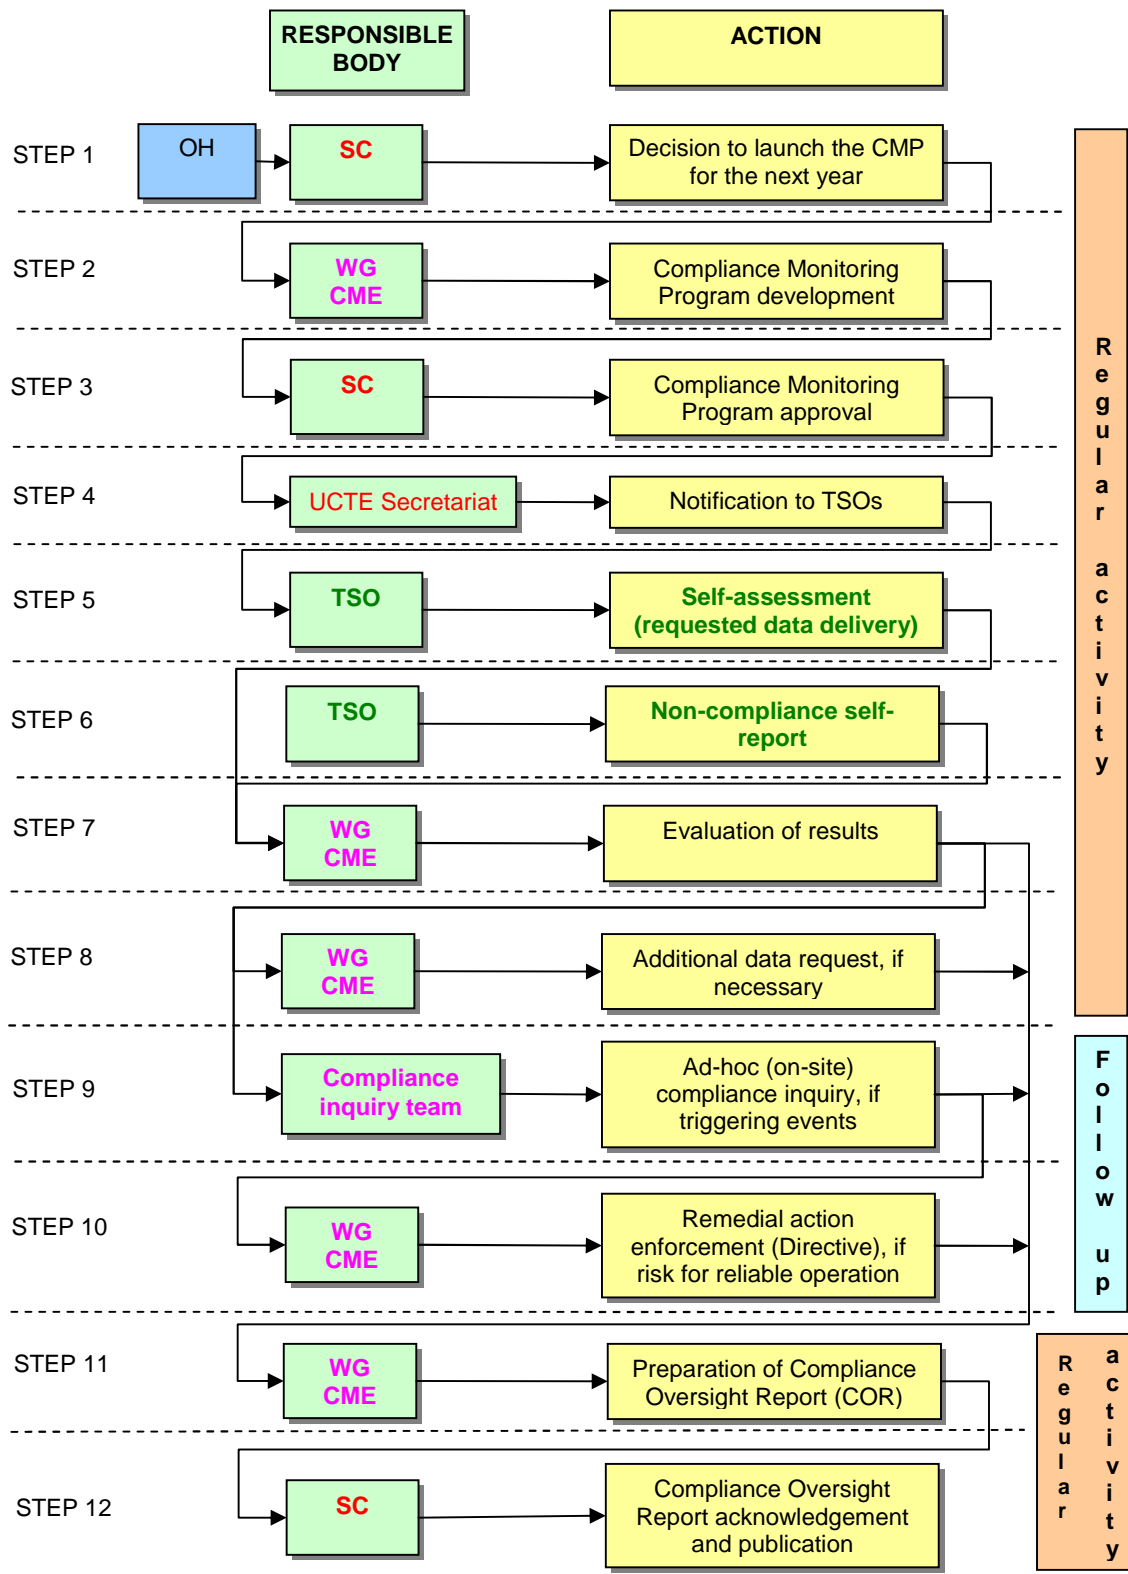 RESPONSIBLE
BODY
ACTION
STEP 1
OH
SC
Decision to launch the CMP
for the next year
STEP 2
WG
CME
Compliance Monitoring
Program development
STEP 3
SC
Compliance Monitoring
Program approval
STEP 4
UCTE Secretariat
Notification to TSOs
STEP 5
TSO
Self-assessment
(requested data delivery)
STEP 6
TSO
Non-compliance self-
report
STEP 7
WG
CME
Evaluation of results
Regular activity
STEP 8
WG
CME
Additional data request, if
necessary
STEP 9
Compliance
inquiry team
Ad-hoc (on-site)
compliance inquiry, if
triggering events
STEP 10
WG
CME
Remedial action
enforcement (Directive), if
risk for reliable operation
Follow up
STEP 11
WG
CME
Preparation of Compliance
Oversight Report (COR)
STEP 12
SC
Compliance Oversight
Report acknowledgement
and publication
Regular
activity